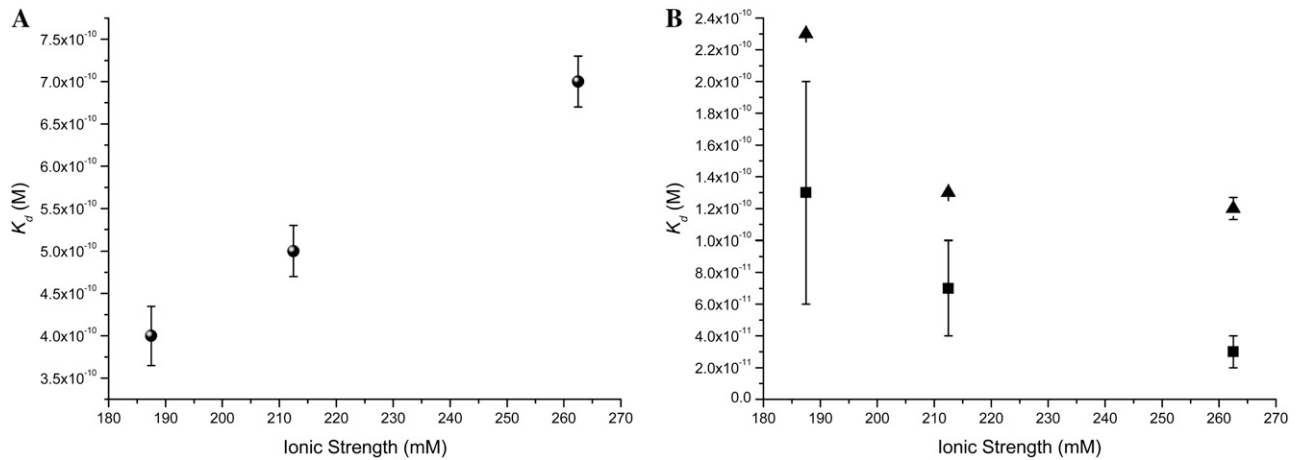 A
7.5x10⁻¹⁰
7.0x10⁻¹⁰
6.5x10⁻¹⁰
6.0x10⁻¹⁰
5.5x10⁻¹⁰
5.0x10⁻¹⁰
4.5x10⁻¹⁰
4.0x10⁻¹⁰
3.5x10⁻¹⁰
K_d (M)
180 190 200 210 220 230 240 250 260 270
Ionic Strength (mM)
B
2.4x10⁻¹⁰
2.2x10⁻¹⁰
2.0x10⁻¹⁰
1.8x10⁻¹⁰
1.6x10⁻¹⁰
1.4x10⁻¹⁰
1.2x10⁻¹⁰
1.0x10⁻¹⁰
8.0x10⁻¹¹
6.0x10⁻¹¹
4.0x10⁻¹¹
2.0x10⁻¹¹
0.0
K_d (M)
180 190 200 210 220 230 240 250 260 270
Ionic Strength (mM)